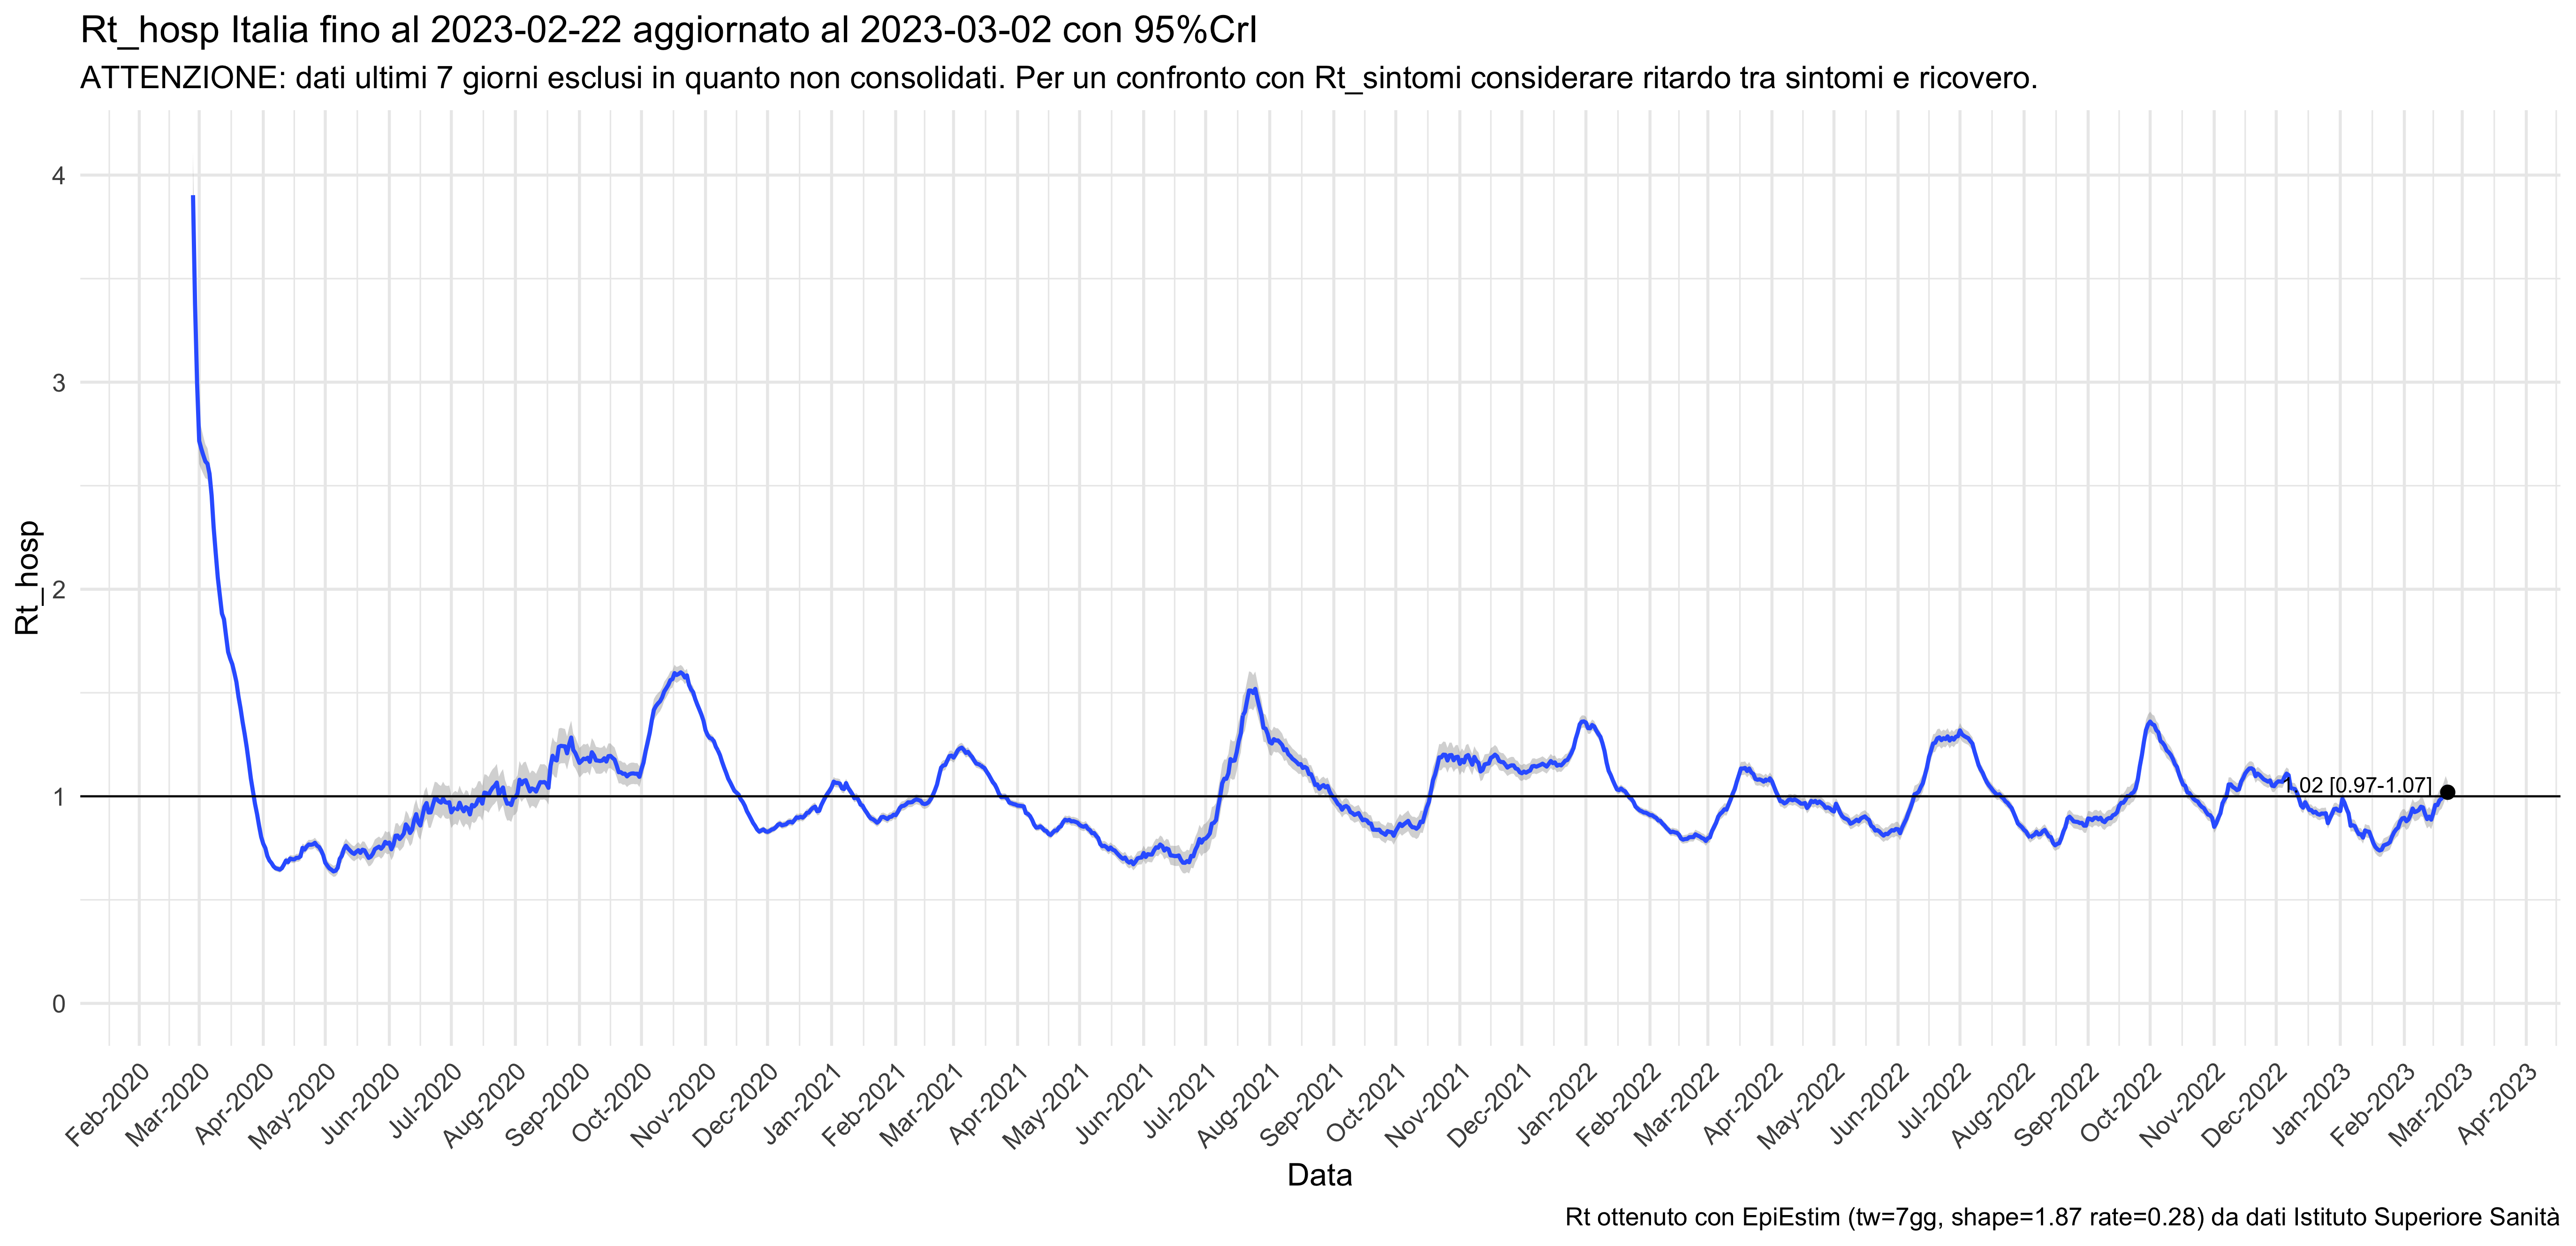 Rt_hosp Italia fino al 2023-02-22 aggiornato al 2023-03-02 con 95%CrI
ATTENZIONE: dati ultimi 7 giorni esclusi in quanto non consolidati. Per un confronto con Rt_sintomi considerare ritardo tra sintomi e ricovero.
4
3
2
1
0
Rt_hosp
1.02 [0.97-1.07]
Feb-2020
Mar-2020
Apr-2020
May-2020
Jun-2020
Jul-2020
Aug-2020
Sep-2020
Oct-2020
Nov-2020
Dec-2020
Jan-2021
Feb-2021
Mar-2021
Apr-2021
May-2021
Jun-2021
Jul-2021
Aug-2021
Sep-2021
Oct-2021
Nov-2021
Dec-2021
Jan-2022
Feb-2022
Mar-2022
Apr-2022
May-2022
Jun-2022
Jul-2022
Aug-2022
Sep-2022
Oct-2022
Nov-2022
Dec-2022
Jan-2023
Feb-2023
Mar-2023
Apr-2023
Data
Rt ottenuto con EpiEstim (tw=7gg, shape=1.87 rate=0.28) da dati Istituto Superiore Sanità